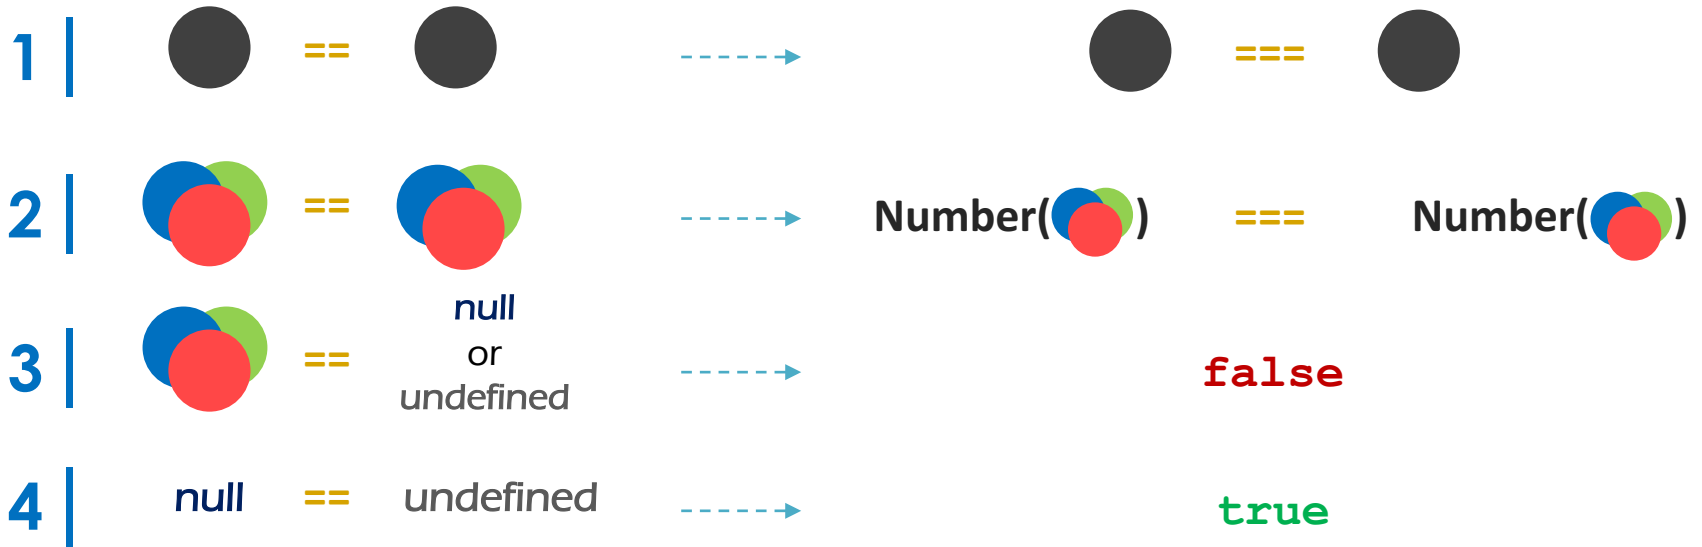 1 == ===
2 == Number( ) === Number( )
3 == null
or
undefined false
4 null == undefined true